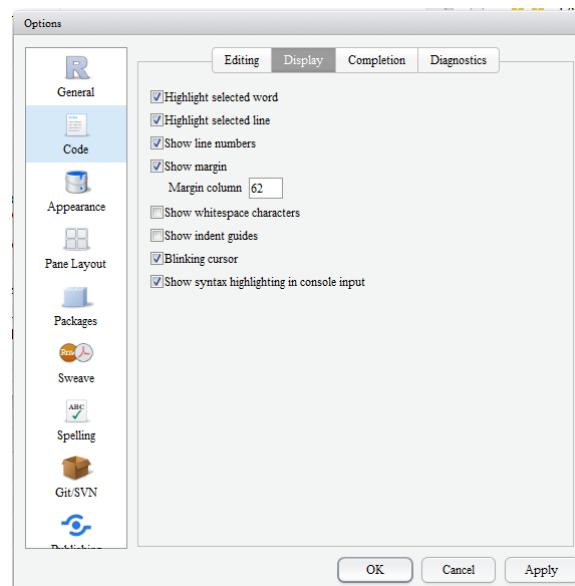 Options
R
General
Code
Appearance
Pane Layout
Packages
Sweave
ABC
Spelling
Git/SVN
Publishing
Editing Display Completion Diagnostics
Highlight selected word
Highlight selected line
Show line numbers
Show margin
Margin column 62
Show whitespace characters
Show indent guides
Blinking cursor
Show syntax highlighting in console input
OK Cancel Apply